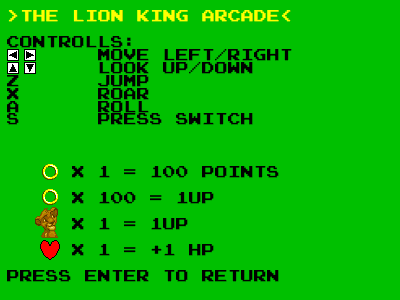 >THE LION KING ARCADE<
CONTROLLS:
◄ ► MOVE LEFT/RIGHT
▲ ▼ LOOK UP/DOWN
Z JUMP
X ROAR
A ROLL
S PRESS SWITCH
X 1 = 100 POINTS
X 100 = 1UP
X 1 = 1UP
X 1 = +1 HP
PRESS ENTER TO RETURN